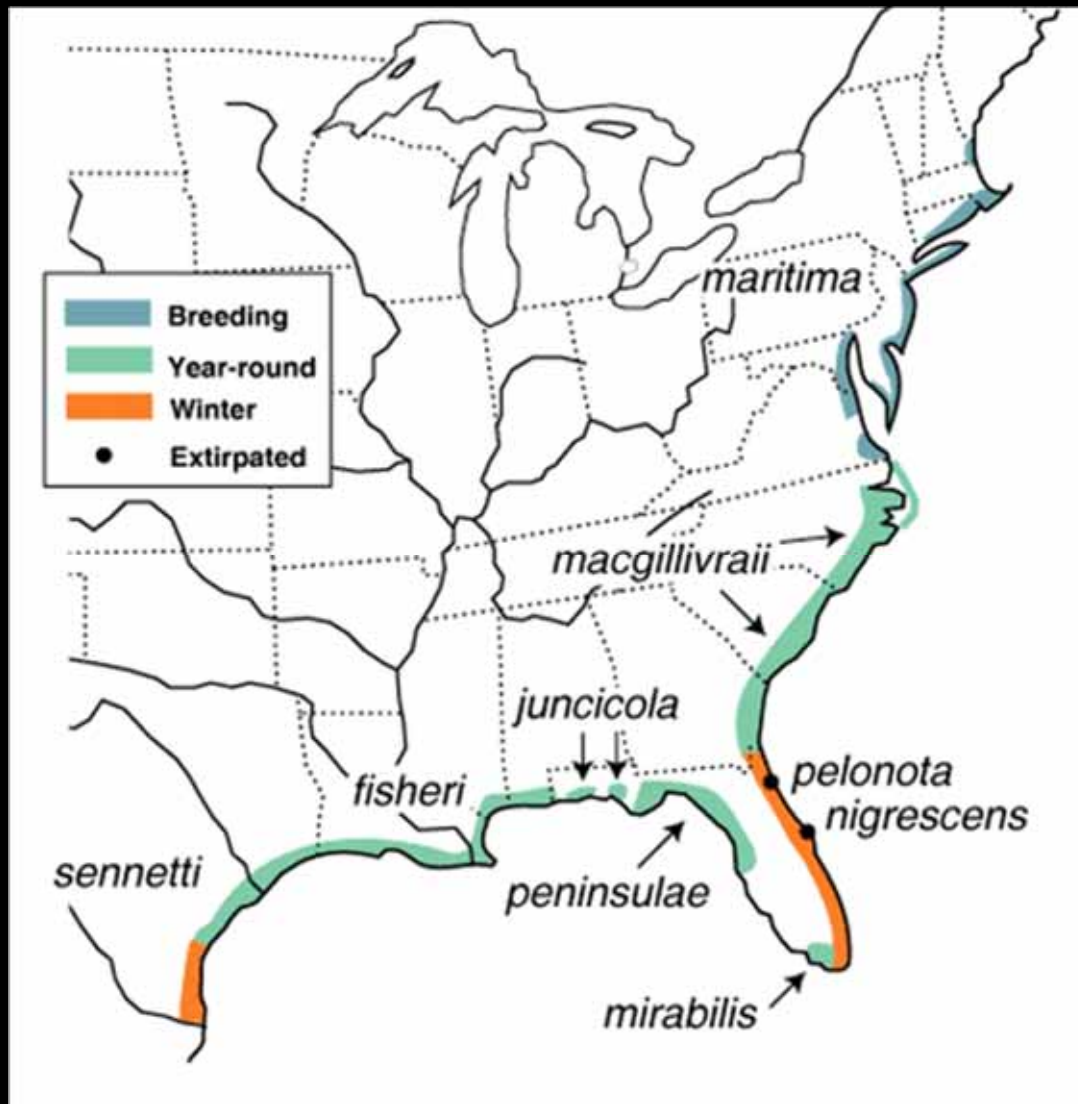 maritima
Breeding
Year-round
Winter
Extirpated
macgillivraii
juncicola
fisheri
pelonota
nigrescens
sennetti
peninsulae
mirabilis